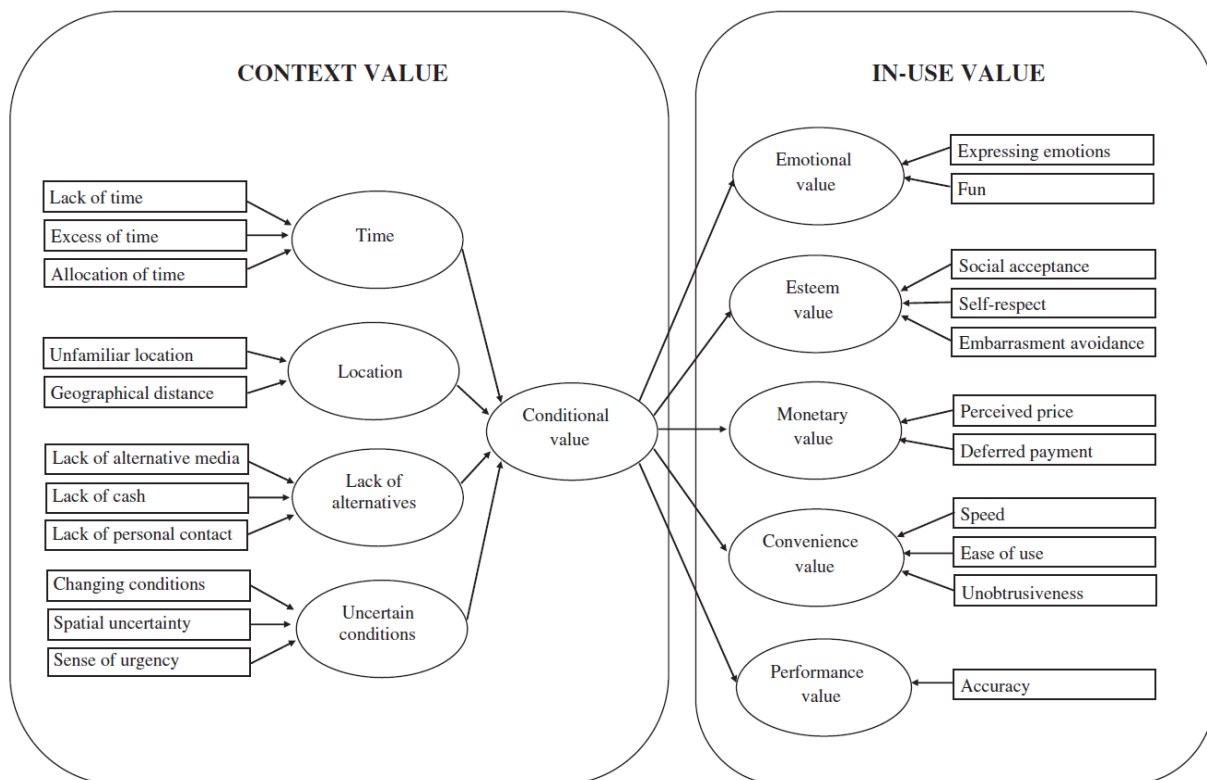 CONTEXT VALUE
Lack of time
Excess of time
Allocation of time
Time
Unfamiliar location
Geographical distance
Location
Lack of alternative media
Lack of cash
Lack of personal contact
Lack of
alternatives
Changing conditions
Spatial uncertainty
Sense of urgency
Uncertain
conditions
Conditional
value
IN-USE VALUE
Emotional
value
Expressing emotions
Fun
Esteem
value
Social acceptance
Self-respect
Embarrasment avoidance
Monetary
value
Perceived price
Deferred payment
Convenience
value
Speed
Ease of use
Unobtrusiveness
Performance
value
Accuracy